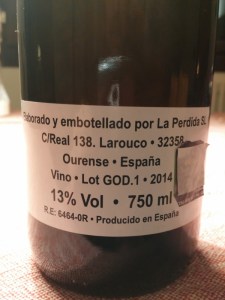 Elaborado y embotellado por La Perdida SL
C/Real 138. Larouco • 32358
Ourense • España
Vino • Lot GOD.1 • 2014
13% Vol • 750 ml
R.E: 6464-0R • Producido en España